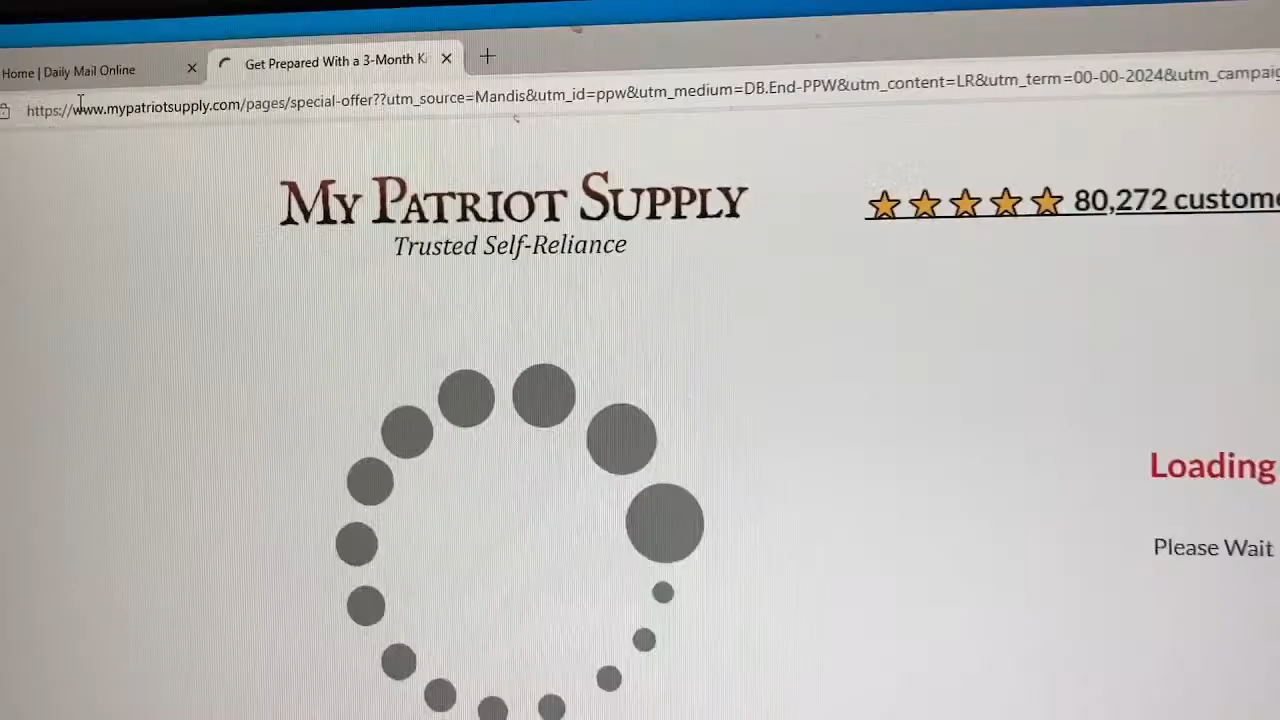 Home | Daily Mail Online
Get Prepared With a 3-Month K
https://www.mypatriotsupply.com/pages/special-offer??utm_source=Mandis&utm_id=ppw&utm_medium=DB.End-PPW&utm_content=LR&utm_term=00-00-2024&utm_campaig
MY PATRIOT SUPPLY
Trusted Self-Reliance
80,272 custome
Loading
Please Wait